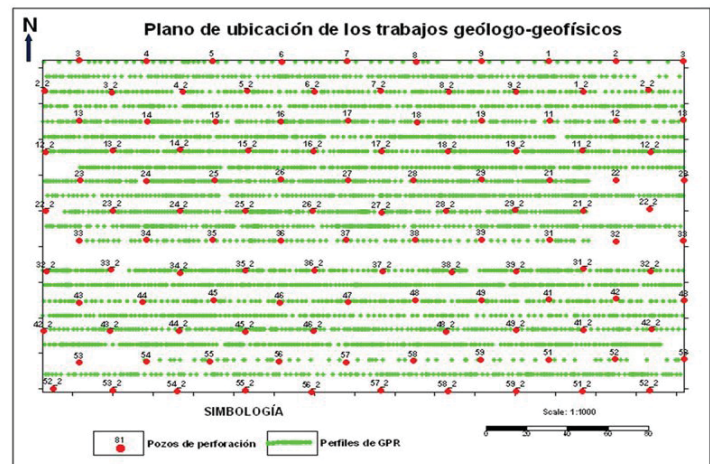 Plano de ubicación de los trabajos geólogo-geofísicos
N
3 4 5 6 7 8 9 1 2 3
2_2 3_2 4_2 5_2 6_2 7_2 8_2 9_2 1_2 2_2
13 14 15 16 17 18 19 11 12 13
12_2 13_2 14_2 15_2 16_2 17_2 18_2 19_2 11_2 12_2
23 24 25 26 27 28 29 21 22 23
22_2 23_2 24_2 25_2 26_2 27_2 28_2 29_2 21_2 22_2
33 34 35 36 37 38 39 31 32 33
32_2 33_2 34_2 35_2 36_2 37_2 38_2 39_2 31_2 32_2
43 44 45 46 47 48 49 41 42 43
42_2 43_2 44_2 45_2 46_2 48_2 49_2 41_2 42_2
53 54 55 56 57 58 59 51 52 53
52_2 53_2 54_2 55_2 56_2 57_2 58_2 59_2 51_2 52_2
SIMBOLOGÍA
Scale: 1:1000
81 Pozos de perforación Perfiles de GPR
0 20 40 60 80